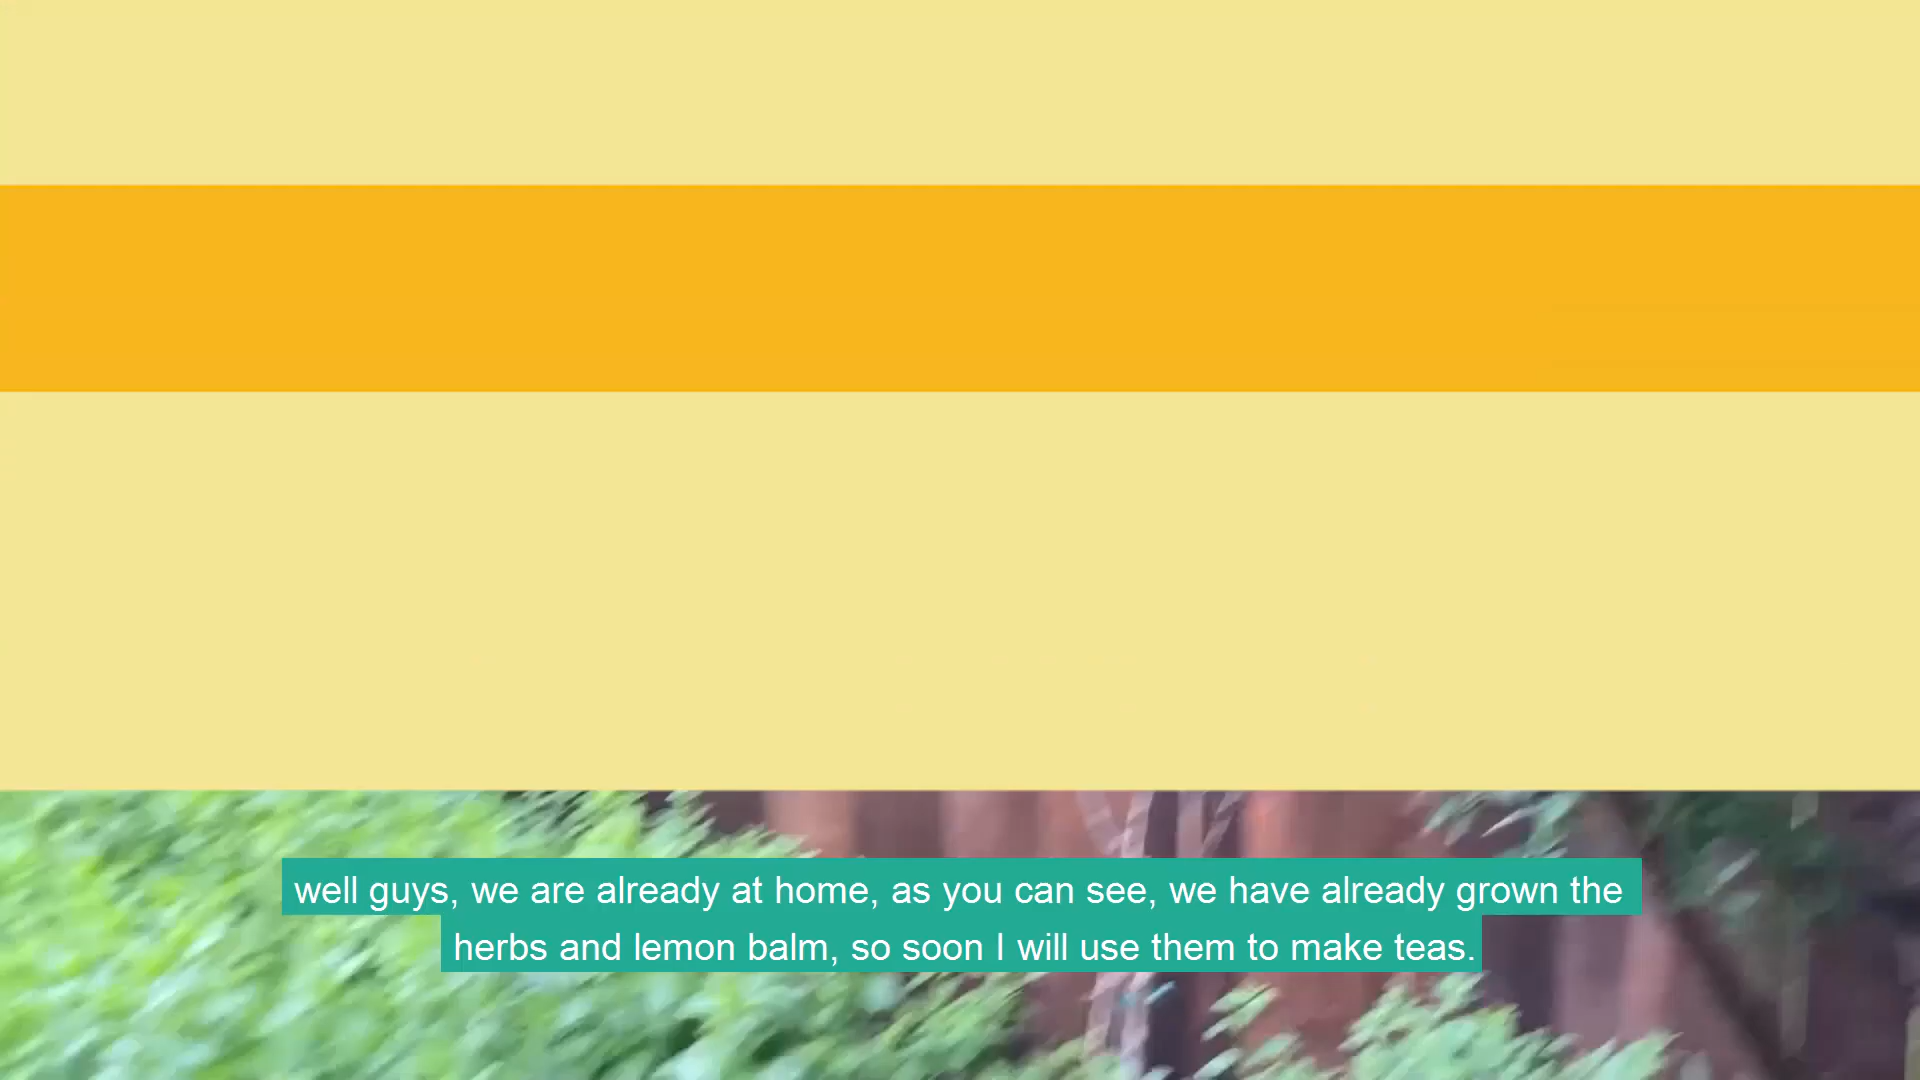 well guys, we are already at home, as you can see, we have already grown the
herbs and lemon balm, so soon I will use them to make teas.